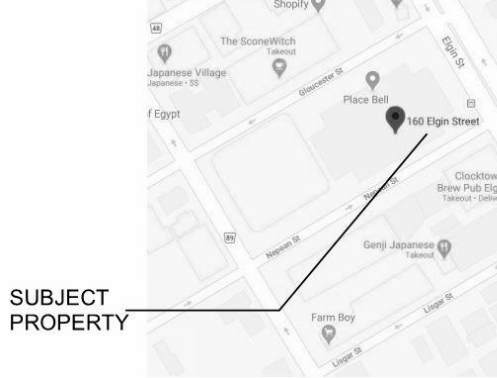 Shopify
48
The SconeWitch
Takeout
Elgin St
Japanese Village
Japanese • $$
Gloucester St
Place Bell
f Egypt
160 Elgin Street
Nepean St
Clocktow
Brew Pub Elg
Takeout • Deliv
89
Nepean St
Genji Japanese
Takeout
SUBJECT
PROPERTY
Lisgar St
Farm Boy
Lisgar St